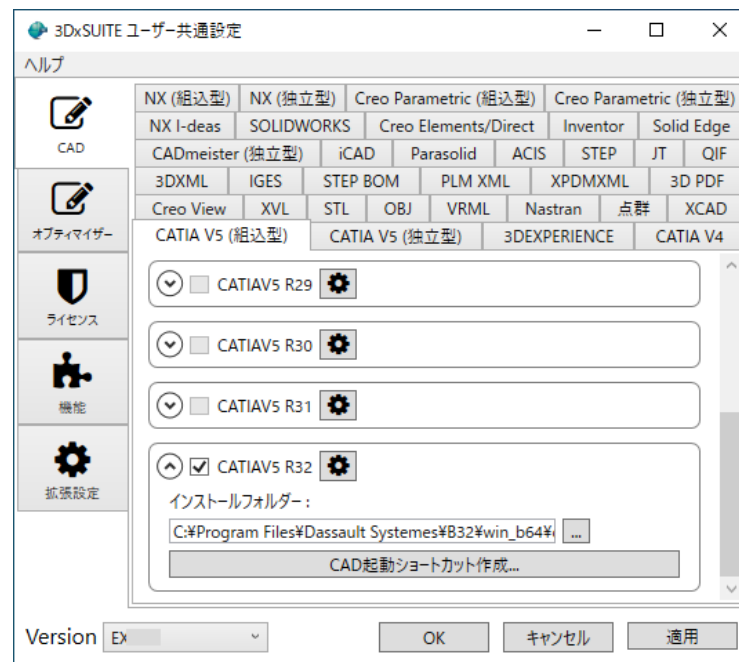 3DxSUITE ユーザー共通設定
ヘルプ
CAD
オプティマイザー
ライセンス
機能
拡張設定
NX (組込型) NX (独立型) Creo Parametric (組込型) Creo Parametric (独立型)
NX I-deas SOLIDWORKS Creo Elements/Direct Inventor Solid Edge
CADmeister (独立型) iCAD Parasolid ACIS STEP JT QIF
3DXML IGES STEP BOM PLM XML XPDMXML 3D PDF
Creo View XVL STL OBJ VRML Nastran 点群 XCAD
CATIA V5 (組込型) CATIA V5 (独立型) 3DEXPERIENCE CATIA V4
CATIAV5 R29
CATIAV5 R30
CATIAV5 R31
CATIAV5 R32
インストールフォルダー :
C:¥Program Files¥Dassault Systemes¥B32¥win_b64¥ ...
CAD起動ショートカット作成...
Version EX OK キャンセル 適用